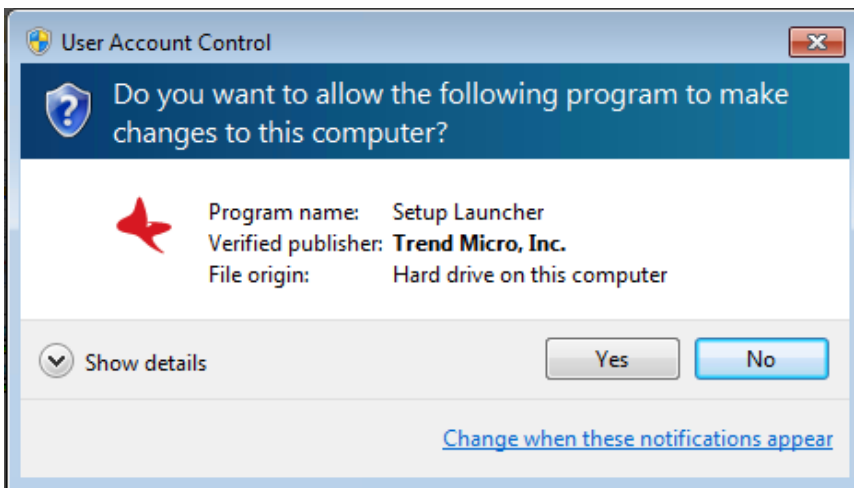 User Account Control
Do you want to allow the following program to make
changes to this computer?
Program name: Setup Launcher
Verified publisher: Trend Micro, Inc.
File origin: Hard drive on this computer
Show details
Yes
No
Change when these notifications appear